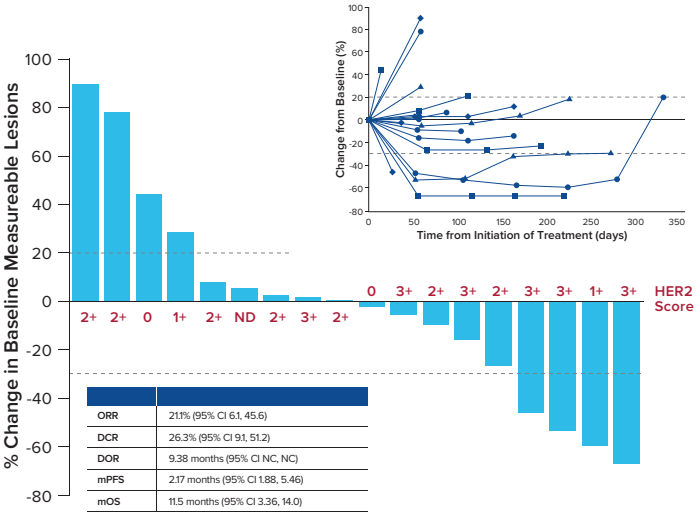 100
80
60
40
20
0
-20
-40
-60
-80
Change from Baseline (%)
0
50
100
150
200
250
300
350
Time from Initiation of Treatment (days)
% Change in Baseline Measureable Lesions
100
80
60
40
20
0
-20
-40
-60
-80
0 3+ 2+ 3+ 2+ 3+ 3+ 1+ 3+
HER2
Score
2+ 2+ 0 1+ 2+ ND 2+ 3+ 2+
ORR 21.1% (95% CI 6.1, 45.6)
DCR 26.3% (95% CI 9.1, 51.2)
DOR 9.38 months (95% CI NC, NC)
mPFS 2.17 months (95% CI 1.88, 5.46)
mOS 11.5 months (95% CI 3.36, 14.0)